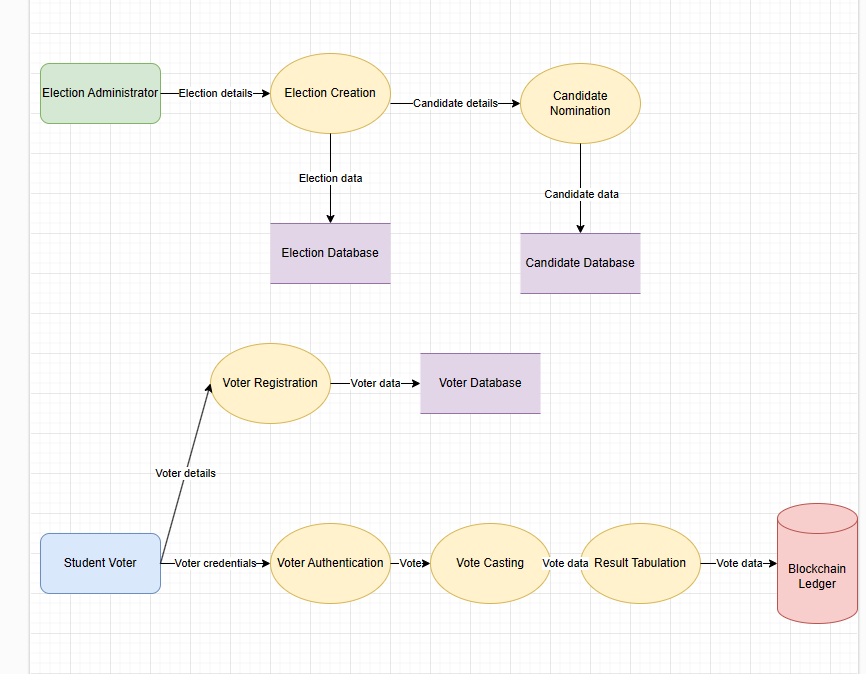 Election Administrator
Election details
Election Creation
Candidate details
Candidate
Nomination
Election data
Candidate data
Election Database
Candidate Database
Voter Registration
Voter data
Voter Database
Voter details
Student Voter
Voter credentials
Voter Authentication
Vote
Vote Casting
Vote data
Result Tabulation
Vote data
Blockchain
Ledger